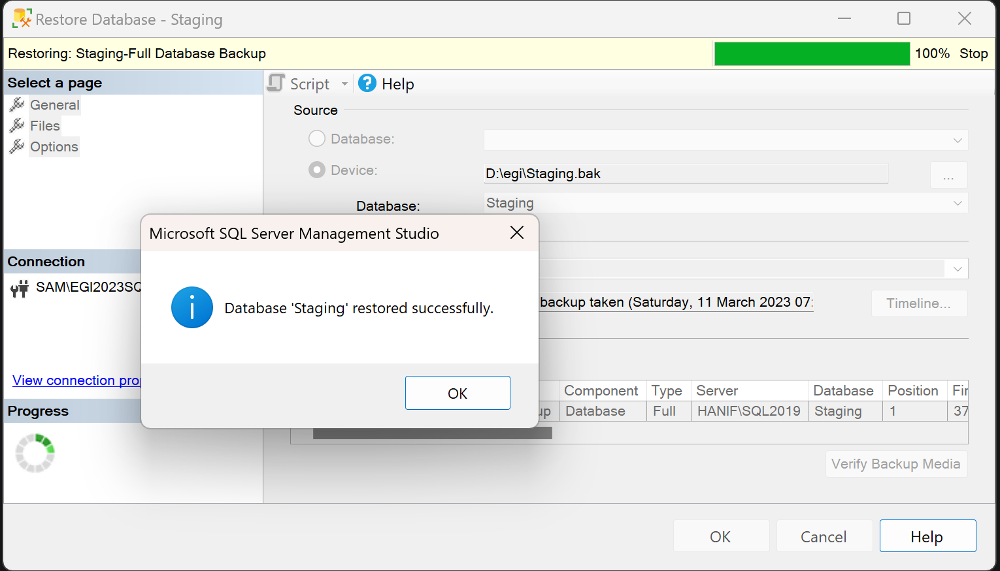 Restore Database - Staging
Restoring: Staging-Full Database Backup
100% Stop
Select a page
General
Files
Options
Script
? Help
Source
Database:
Device:
D:\egi\Staging.bak
...
Database:
Staging
Microsoft SQL Server Management Studio
Database 'Staging' restored successfully.
OK
Connection
SAM\EGI2023SQ
View connection prop
Progress
backup taken (Saturday, 11 March 2023 07:
Timeline...
Component Type Server Database Position Fir
up Database Full HANIF\SQL2019 Staging 1 37
Verify Backup Media
OK Cancel Help